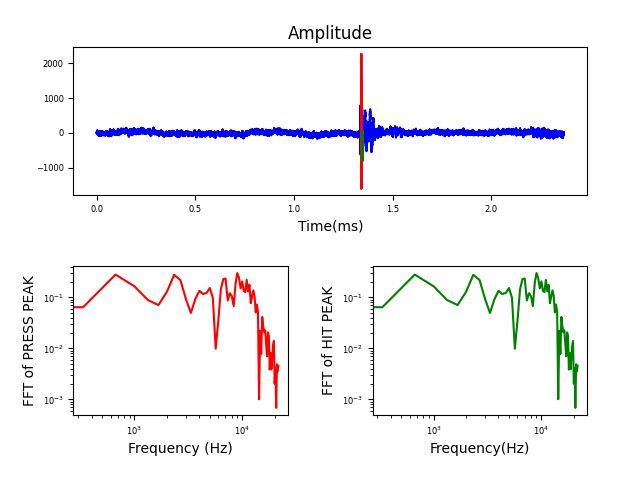 Amplitude
2000
1000
0
−1000
0.0 0.5 1.0 1.5 2.0
Time(ms)
FFT of PRESS PEAK
10⁻¹
10⁻²
10⁻³
10³ 10⁴
Frequency (Hz)
FFT of HIT PEAK
10⁻¹
10⁻²
10⁻³
10³ 10⁴
Frequency(Hz)